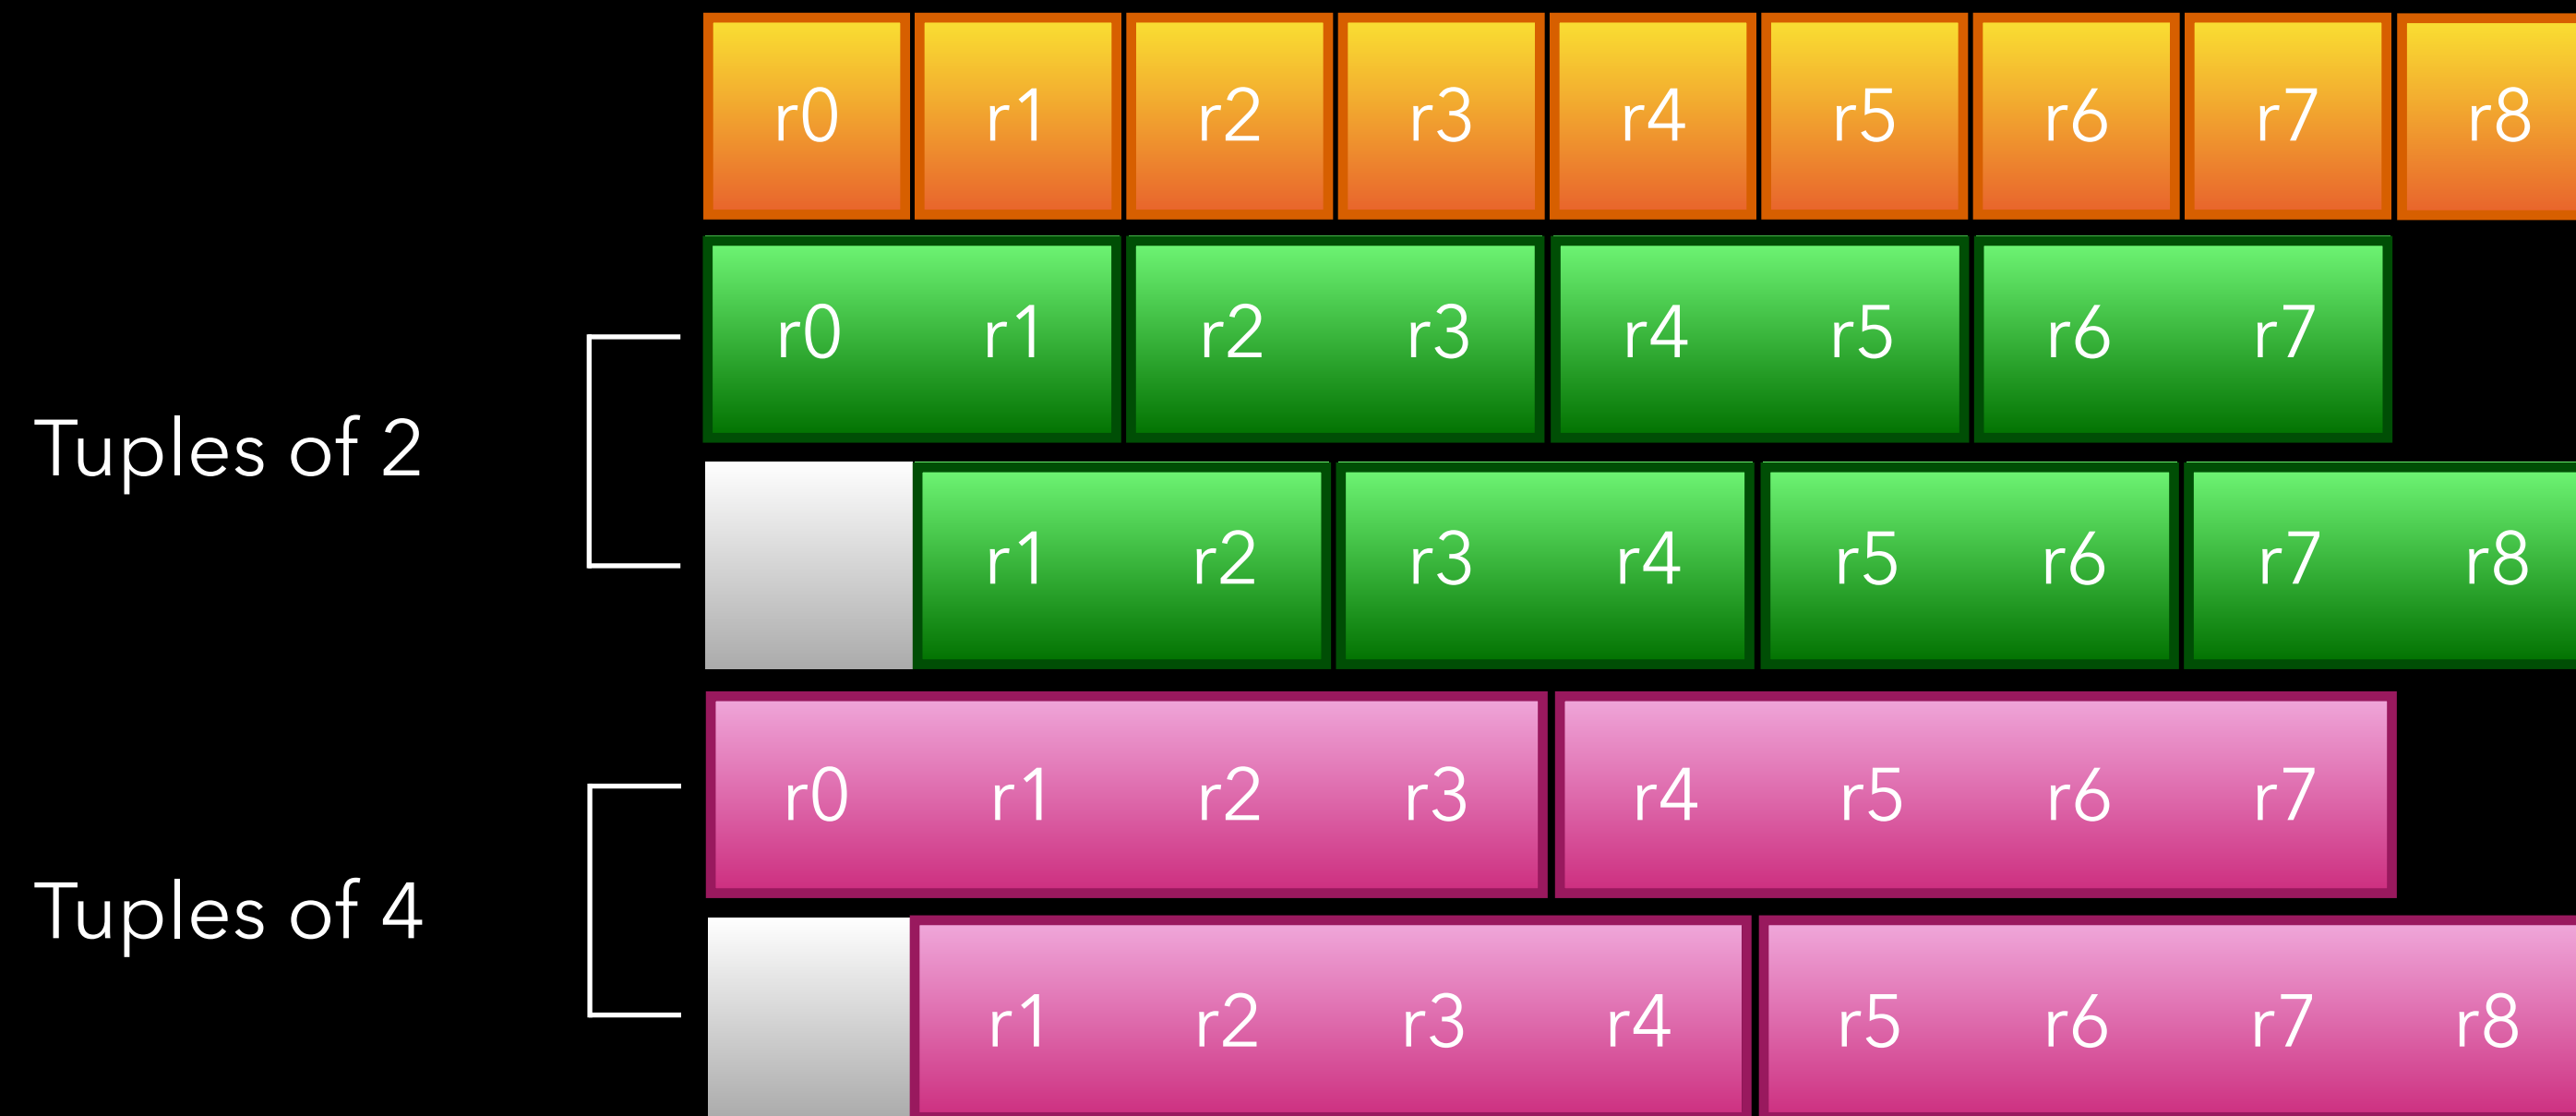 r0 r1 r2 r3 r4 r5 r6 r7 r8
r0 r1 r2 r3 r4 r5 r6 r7
Tuples of 2
r1 r2 r3 r4 r5 r6 r7 r8
r0 r1 r2 r3 r4 r5 r6 r7
Tuples of 4
r1 r2 r3 r4 r5 r6 r7 r8